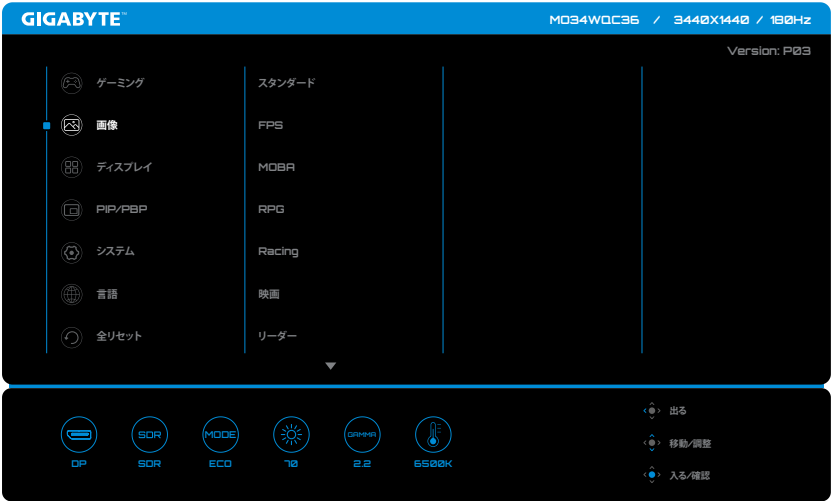 GIGABYTE™
MO34WQC36 / 3440X1440 / 180Hz
Version: P03
ゲーミング
画像
ディスプレイ
PIP/PBP
システム
言語
全リセット
スタンダード
FPS
MOBA
RPG
Racing
映画
リーダー
SDR
MODE
GAMMA
DP
SDR
ECO
70
2.2
6500K
出る
移動/調整
入る/確認